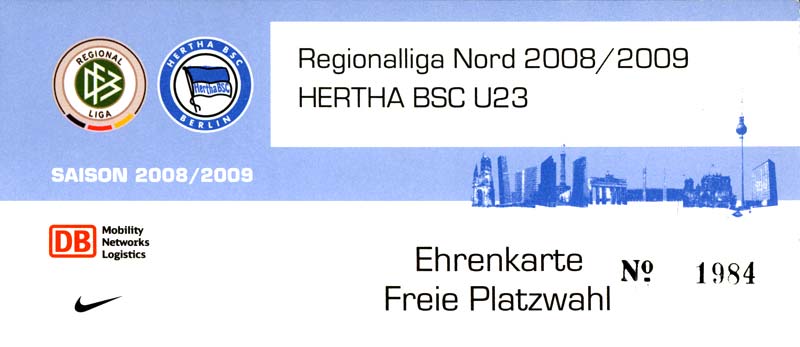 REGIONAL
DFB
LIGA
HERTHA BSC
Hertha BSC
BERLIN
Regionalliga Nord 2008/2009
HERTHA BSC U23
SAISON 2008/2009
DB
Mobility
Networks
Logistics
Ehrenkarte
Freie Platzwahl
Nº 1984